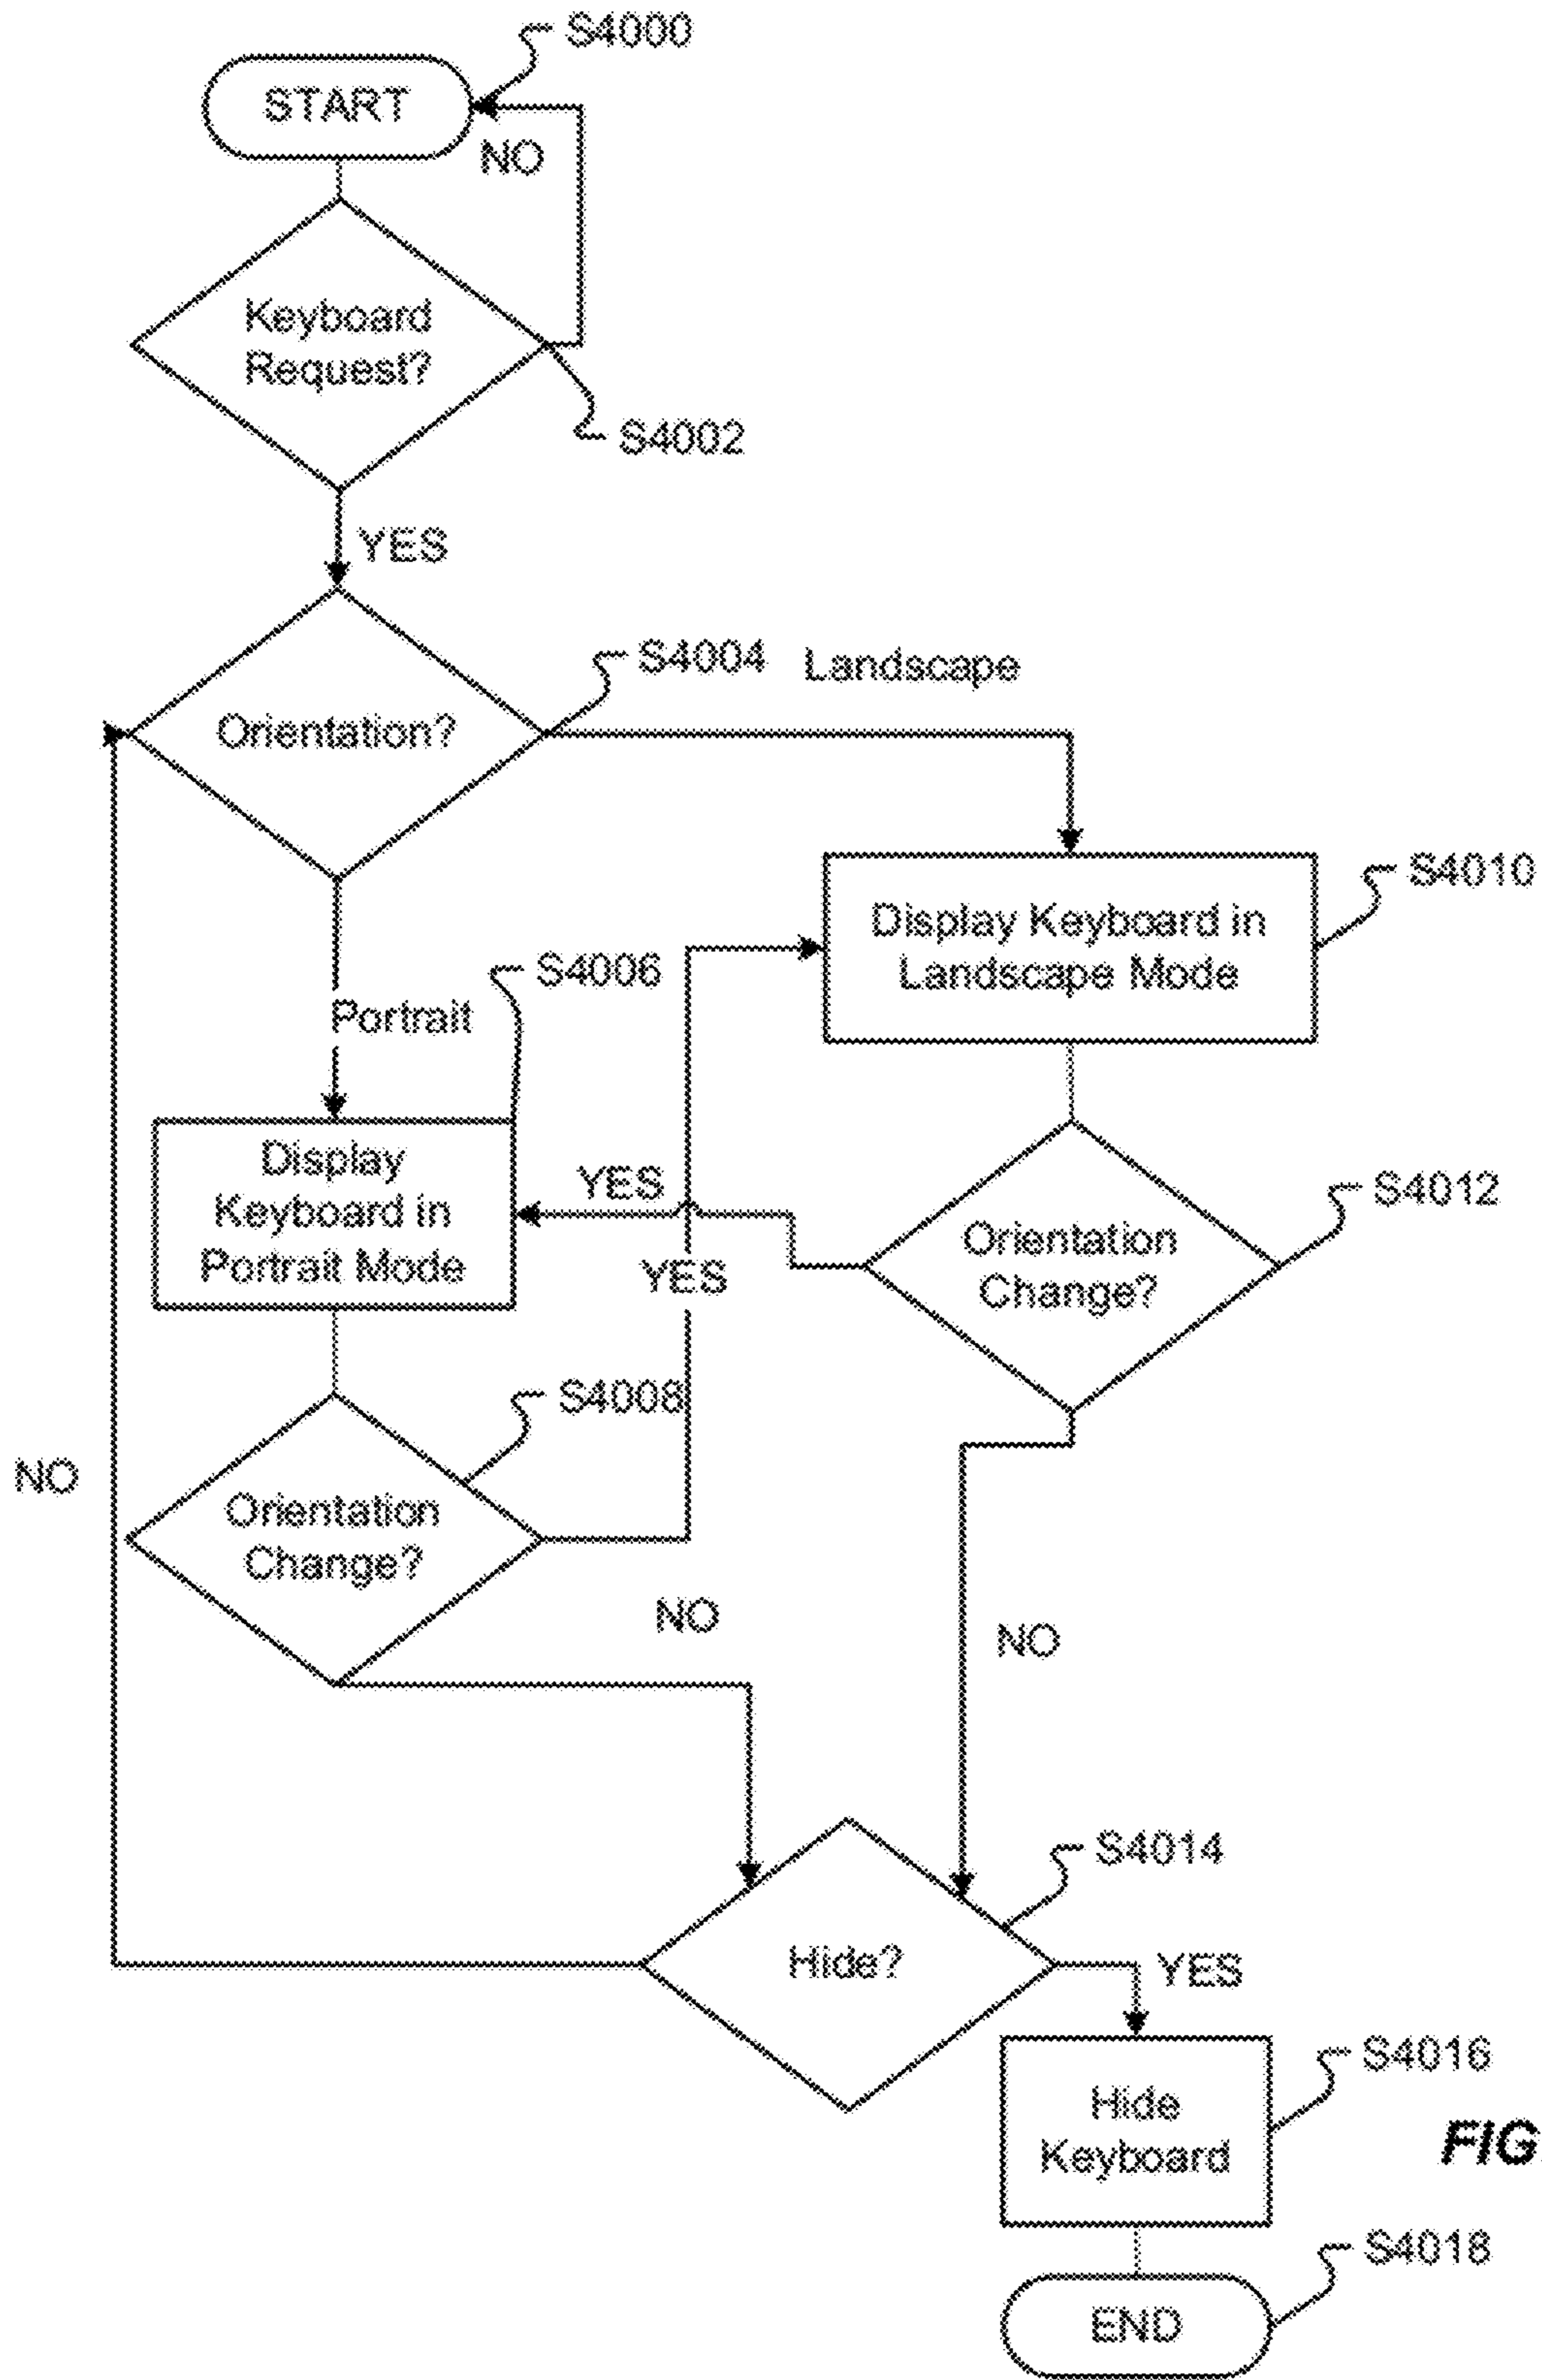 S4000
START
NO
Keyboard
Request?
S4002
YES
S4004
Landscape
Orientation?
S4010
Display Keyboard in
Landscape Mode
S4006
Portrait
Display
Keyboard in
Portrait Mode
YES
S4012
Orientation
Change?
YES
S4008
NO
Orientation
Change?
NO
NO
S4014
Hide?
YES
S4016
Hide
Keyboard
FIG.
S4018
END